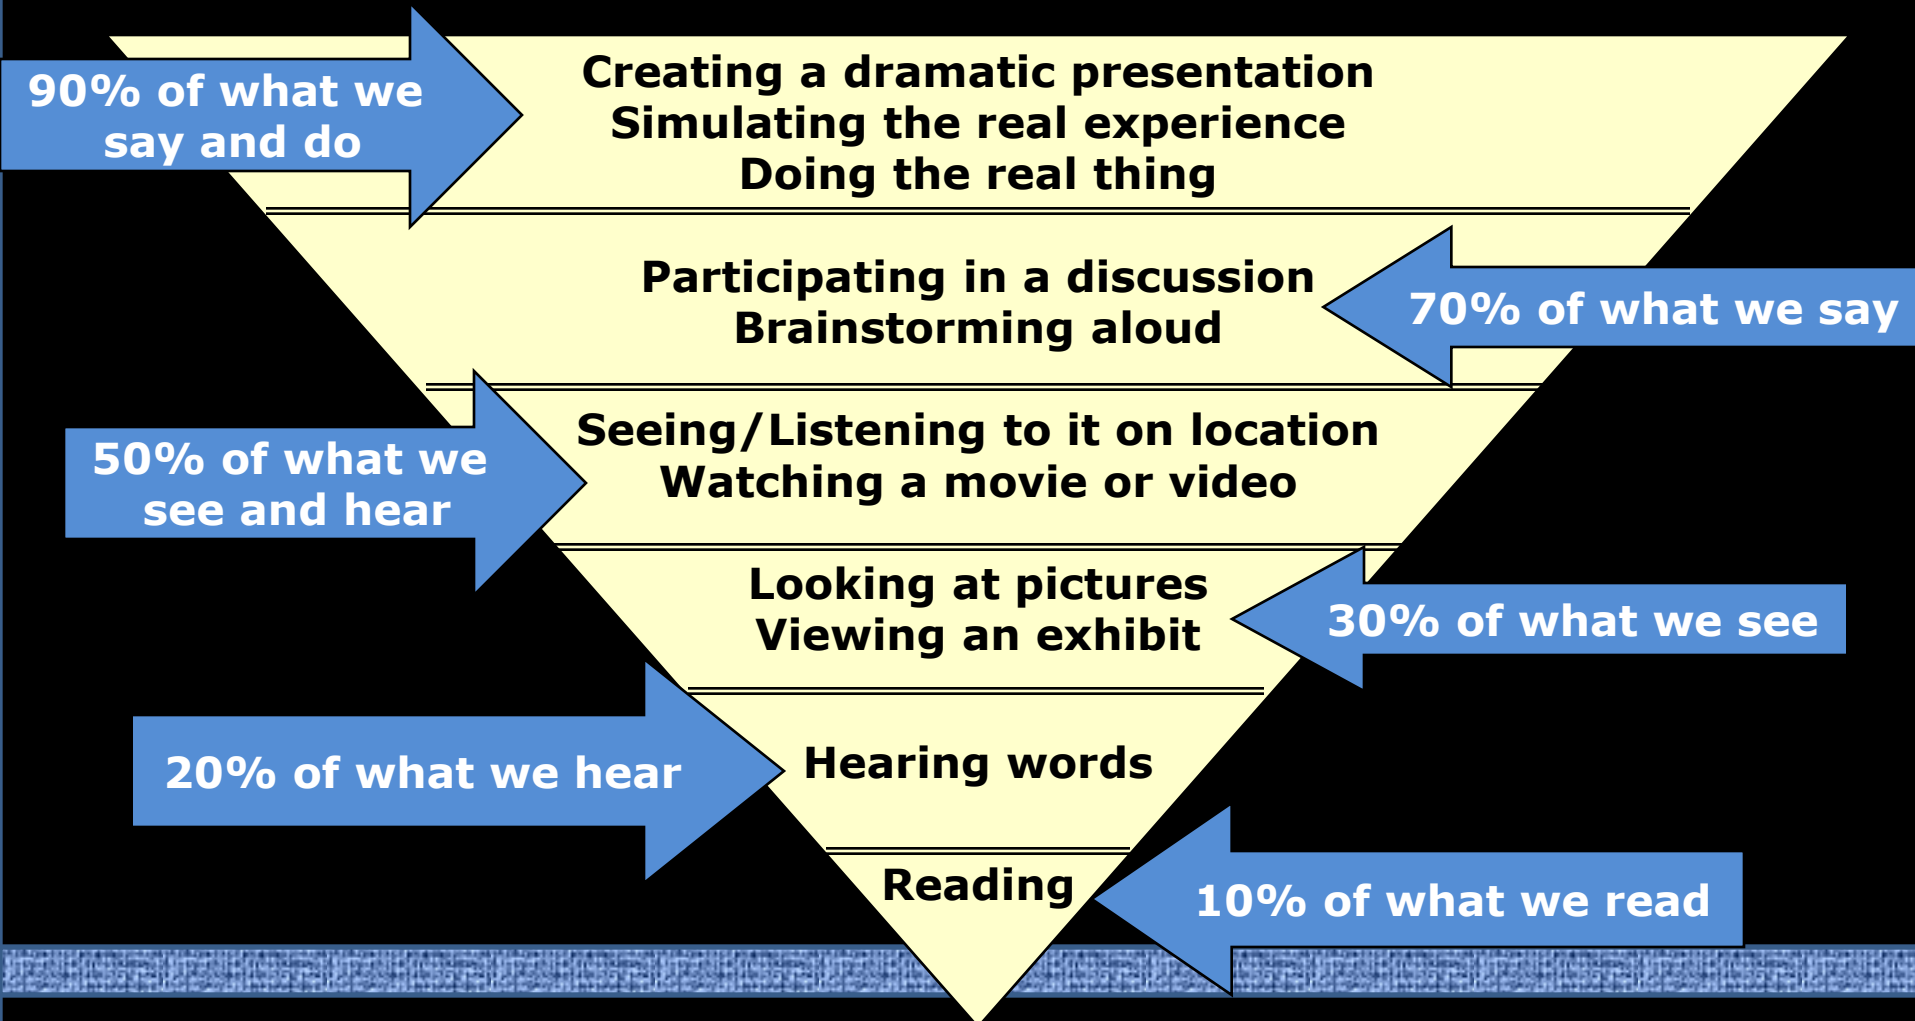 90% of what we
say and do
Creating a dramatic presentation
Simulating the real experience
Doing the real thing
Participating in a discussion
Brainstorming aloud
70% of what we say
50% of what we
see and hear
Seeing/Listening to it on location
Watching a movie or video
Looking at pictures
Viewing an exhibit
30% of what we see
20% of what we hear
Hearing words
Reading
10% of what we read